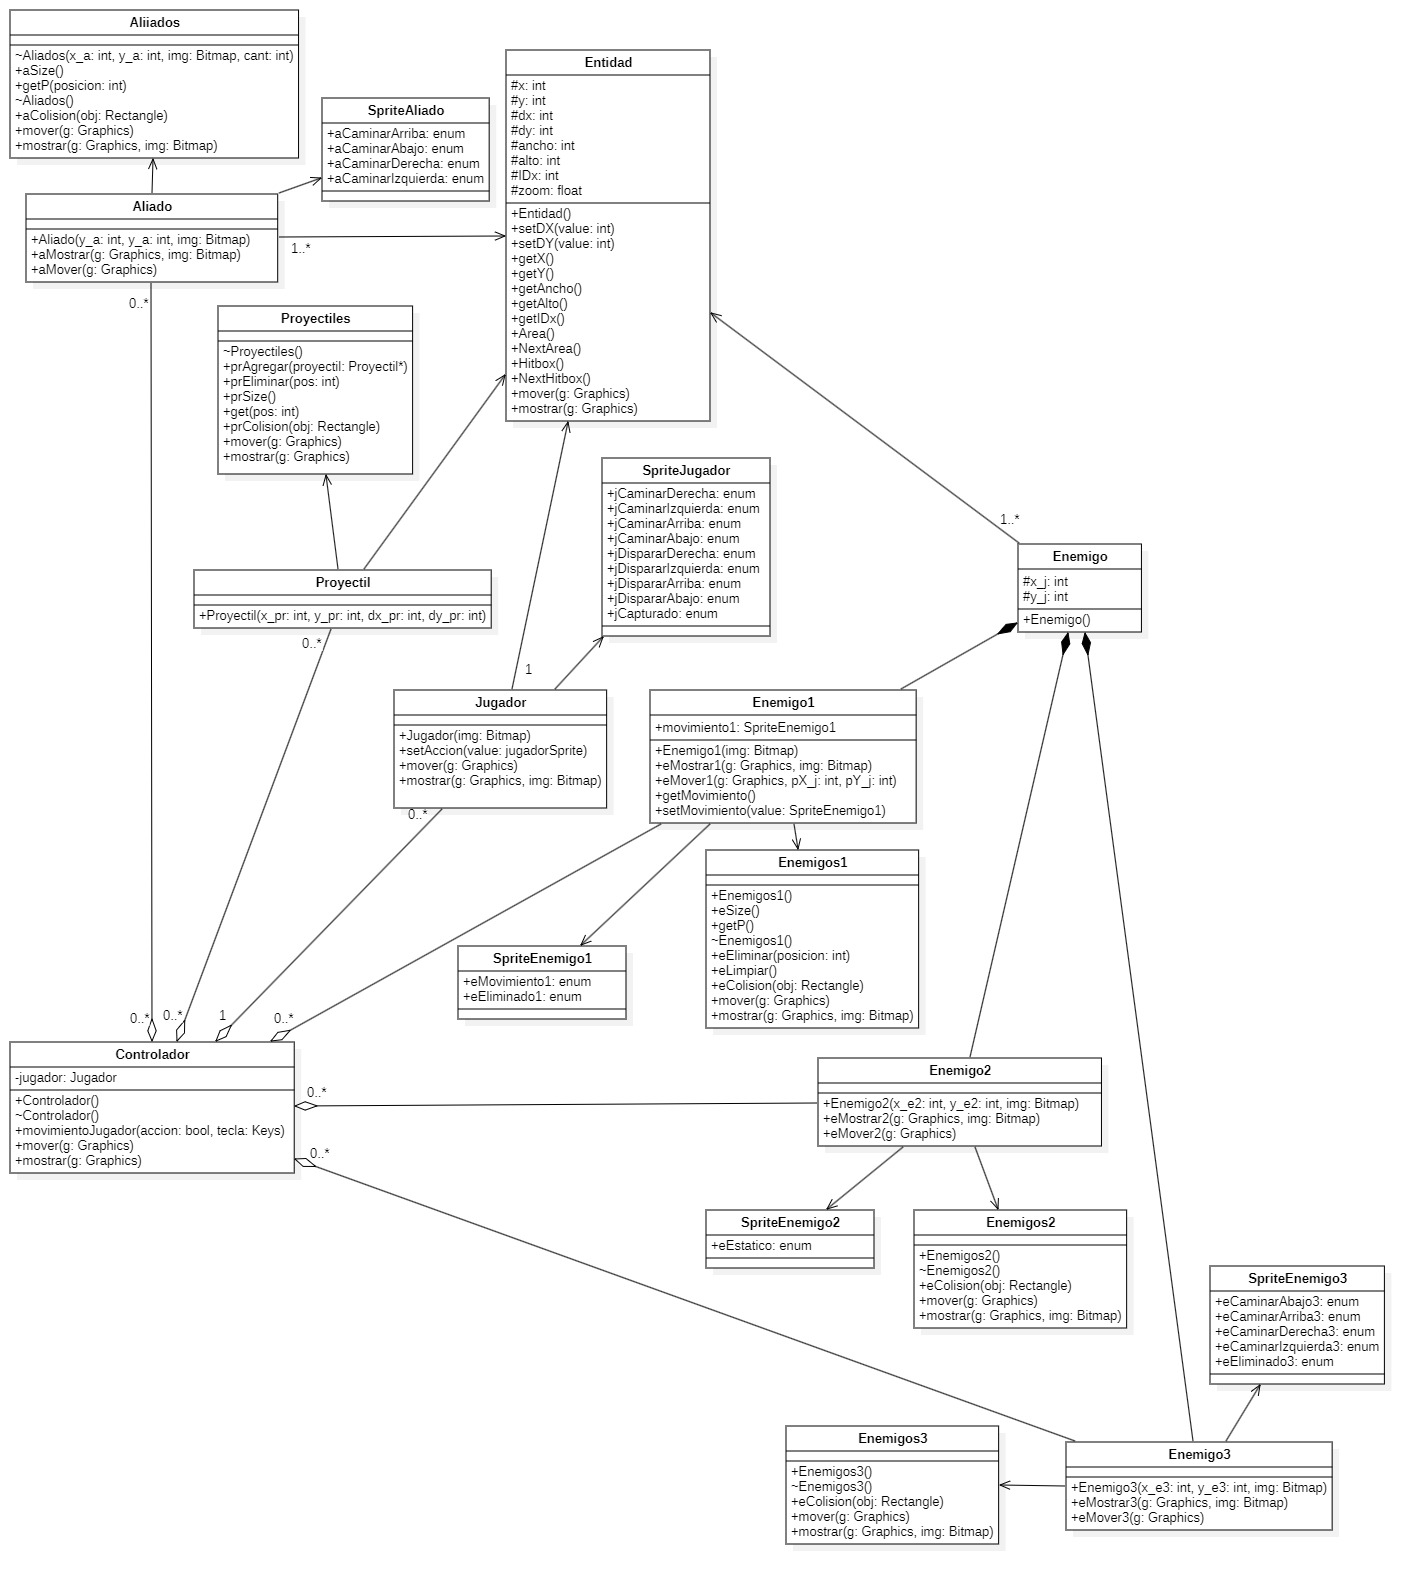 Aliiados
~Aliados(x_a: int, y_a: int, img: Bitmap, cant: int)
+aSize()
+getP(posicion: int)
~Aliados()
+aColision(obj: Rectangle)
+mover(g: Graphics)
+mostrar(g: Graphics, img: Bitmap)
SpriteAliado
+aCaminarArriba: enum
+aCaminarAbajo: enum
+aCaminarDerecha: enum
+aCaminarIzquierda: enum
Entidad
#x: int
#y: int
#dx: int
#dy: int
#ancho: int
#alto: int
#IDx: int
#zoom: float
+Entidad()
+setDX(value: int)
+setDY(value: int)
+getX()
+getY()
+getAncho()
+getAlto()
+getIDx()
+Area()
+NextArea()
+Hitbox()
+NextHitbox()
+mover(g: Graphics)
+mostrar(g: Graphics)
Aliado
+Aliado(y_a: int, y_a: int, img: Bitmap)
+aMostrar(g: Graphics, img: Bitmap)
+aMover(g: Graphics)
1..*
0..*
Proyectiles
~Proyectiles()
+prAgregar(proyectil: Proyectil*)
+prEliminar(pos: int)
+prSize()
+get(pos: int)
+prColision(obj: Rectangle)
+mover(g: Graphics)
+mostrar(g: Graphics)
SpriteJugador
+jCaminarDerecha: enum
+jCaminarIzquierda: enum
+jCaminarArriba: enum
+jCaminarAbajo: enum
+jDispararDerecha: enum
+jDispararIzquierda: enum
+jDispararArriba: enum
+jDispararAbajo: enum
+jCapturado: enum
1..*
Enemigo
#x_j: int
#y_j: int
+Enemigo()
Proyectil
+Proyectil(x_pr: int, y_pr: int, dx_pr: int, dy_pr: int)
0..*
1
Jugador
+Jugador(img: Bitmap)
+setAccion(value: jugadorSprite)
+mover(g: Graphics)
+mostrar(g: Graphics, img: Bitmap)
0..*
Enemigo1
+movimiento1: SpriteEnemigo1
+Enemigo1(img: Bitmap)
+eMostrar1(g: Graphics, img: Bitmap)
+eMover1(g: Graphics, pX_j: int, pY_j: int)
+getMovimiento()
+setMovimiento(value: SpriteEnemigo1)
Enemigos1
+Enemigos1()
+eSize()
+getP()
~Enemigos1()
+eEliminar(posicion: int)
+eLimpiar()
+eColision(obj: Rectangle)
+mover(g: Graphics)
+mostrar(g: Graphics, img: Bitmap)
SpriteEnemigo1
+eMovimiento1: enum
+eEliminado1: enum
0..*
0..*
1
0..*
Controlador
-jugador: Jugador
+Controlador()
~Controlador()
+movimientoJugador(accion: bool, tecla: Keys)
+mover(g: Graphics)
+mostrar(g: Graphics)
0..*
0..*
Enemigo2
+Enemigo2(x_e2: int, y_e2: int, img: Bitmap)
+eMostrar2(g: Graphics, img: Bitmap)
+eMover2(g: Graphics)
SpriteEnemigo2
+eEstatico: enum
Enemigos2
+Enemigos2()
~Enemigos2()
+eColision(obj: Rectangle)
+mover(g: Graphics)
+mostrar(g: Graphics, img: Bitmap)
SpriteEnemigo3
+eCaminarAbajo3: enum
+eCaminarArriba3: enum
+eCaminarDerecha3: enum
+eCaminarIzquierda3: enum
+eEliminado3: enum
Enemigos3
+Enemigos3()
~Enemigos3()
+eColision(obj: Rectangle)
+mover(g: Graphics)
+mostrar(g: Graphics, img: Bitmap)
Enemigo3
+Enemigo3(x_e3: int, y_e3: int, img: Bitmap)
+eMostrar3(g: Graphics, img: Bitmap)
+eMover3(g: Graphics)